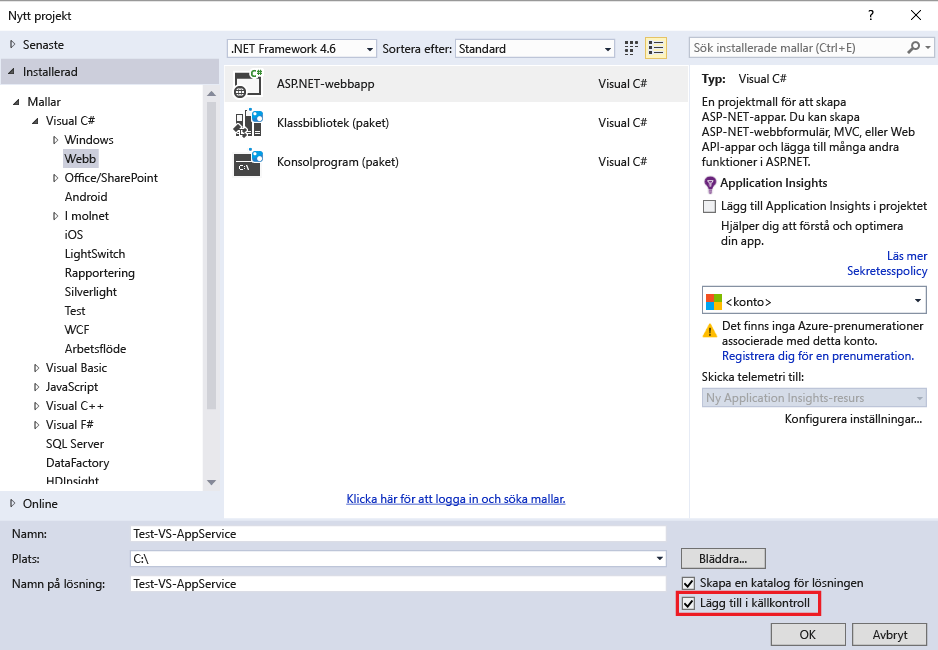 Nytt projekt
?
Senaste
.NET Framework 4.6
Sortera efter:
Standard
Sök installerade mallar (Ctrl+E)
Installerad
Mallar
Visual C#
Windows
Webb
Office/SharePoint
Android
I molnet
iOS
LightSwitch
Rapportering
Silverlight
Test
WCF
Arbetsflöde
Visual Basic
JavaScript
Visual C++
Visual F#
SQL Server
DataFactory
HDInsight
Online
ASP.NET-webbapp Visual C#
Klassbibliotek (paket) Visual C#
Konsolprogram (paket) Visual C#
Klicka här för att logga in och söka mallar.
Typ: Visual C#
En projektmall för att skapa
ASP-NET-appar. Du kan skapa
ASP-NET-webbformulär, MVC, eller Web
API-appar och lägga till många andra
funktioner i ASP.NET.
Application Insights
Lägg till Application Insights i projektet
Hjälper dig att förstå och optimera
din app.
Läs mer
Sekretesspolicy
<konto>
Det finns inga Azure-prenumerationer
associerade med detta konto.
Registrera dig för en prenumeration.
Skicka telemetri till:
Ny Application Insights-resurs
Konfigurera inställningar...
Namn: Test-VS-AppService
Plats: C:\
Bläddra...
Namn på lösning: Test-VS-AppService
Skapa en katalog för lösningen
Lägg till i källkontroll
OK
Avbryt